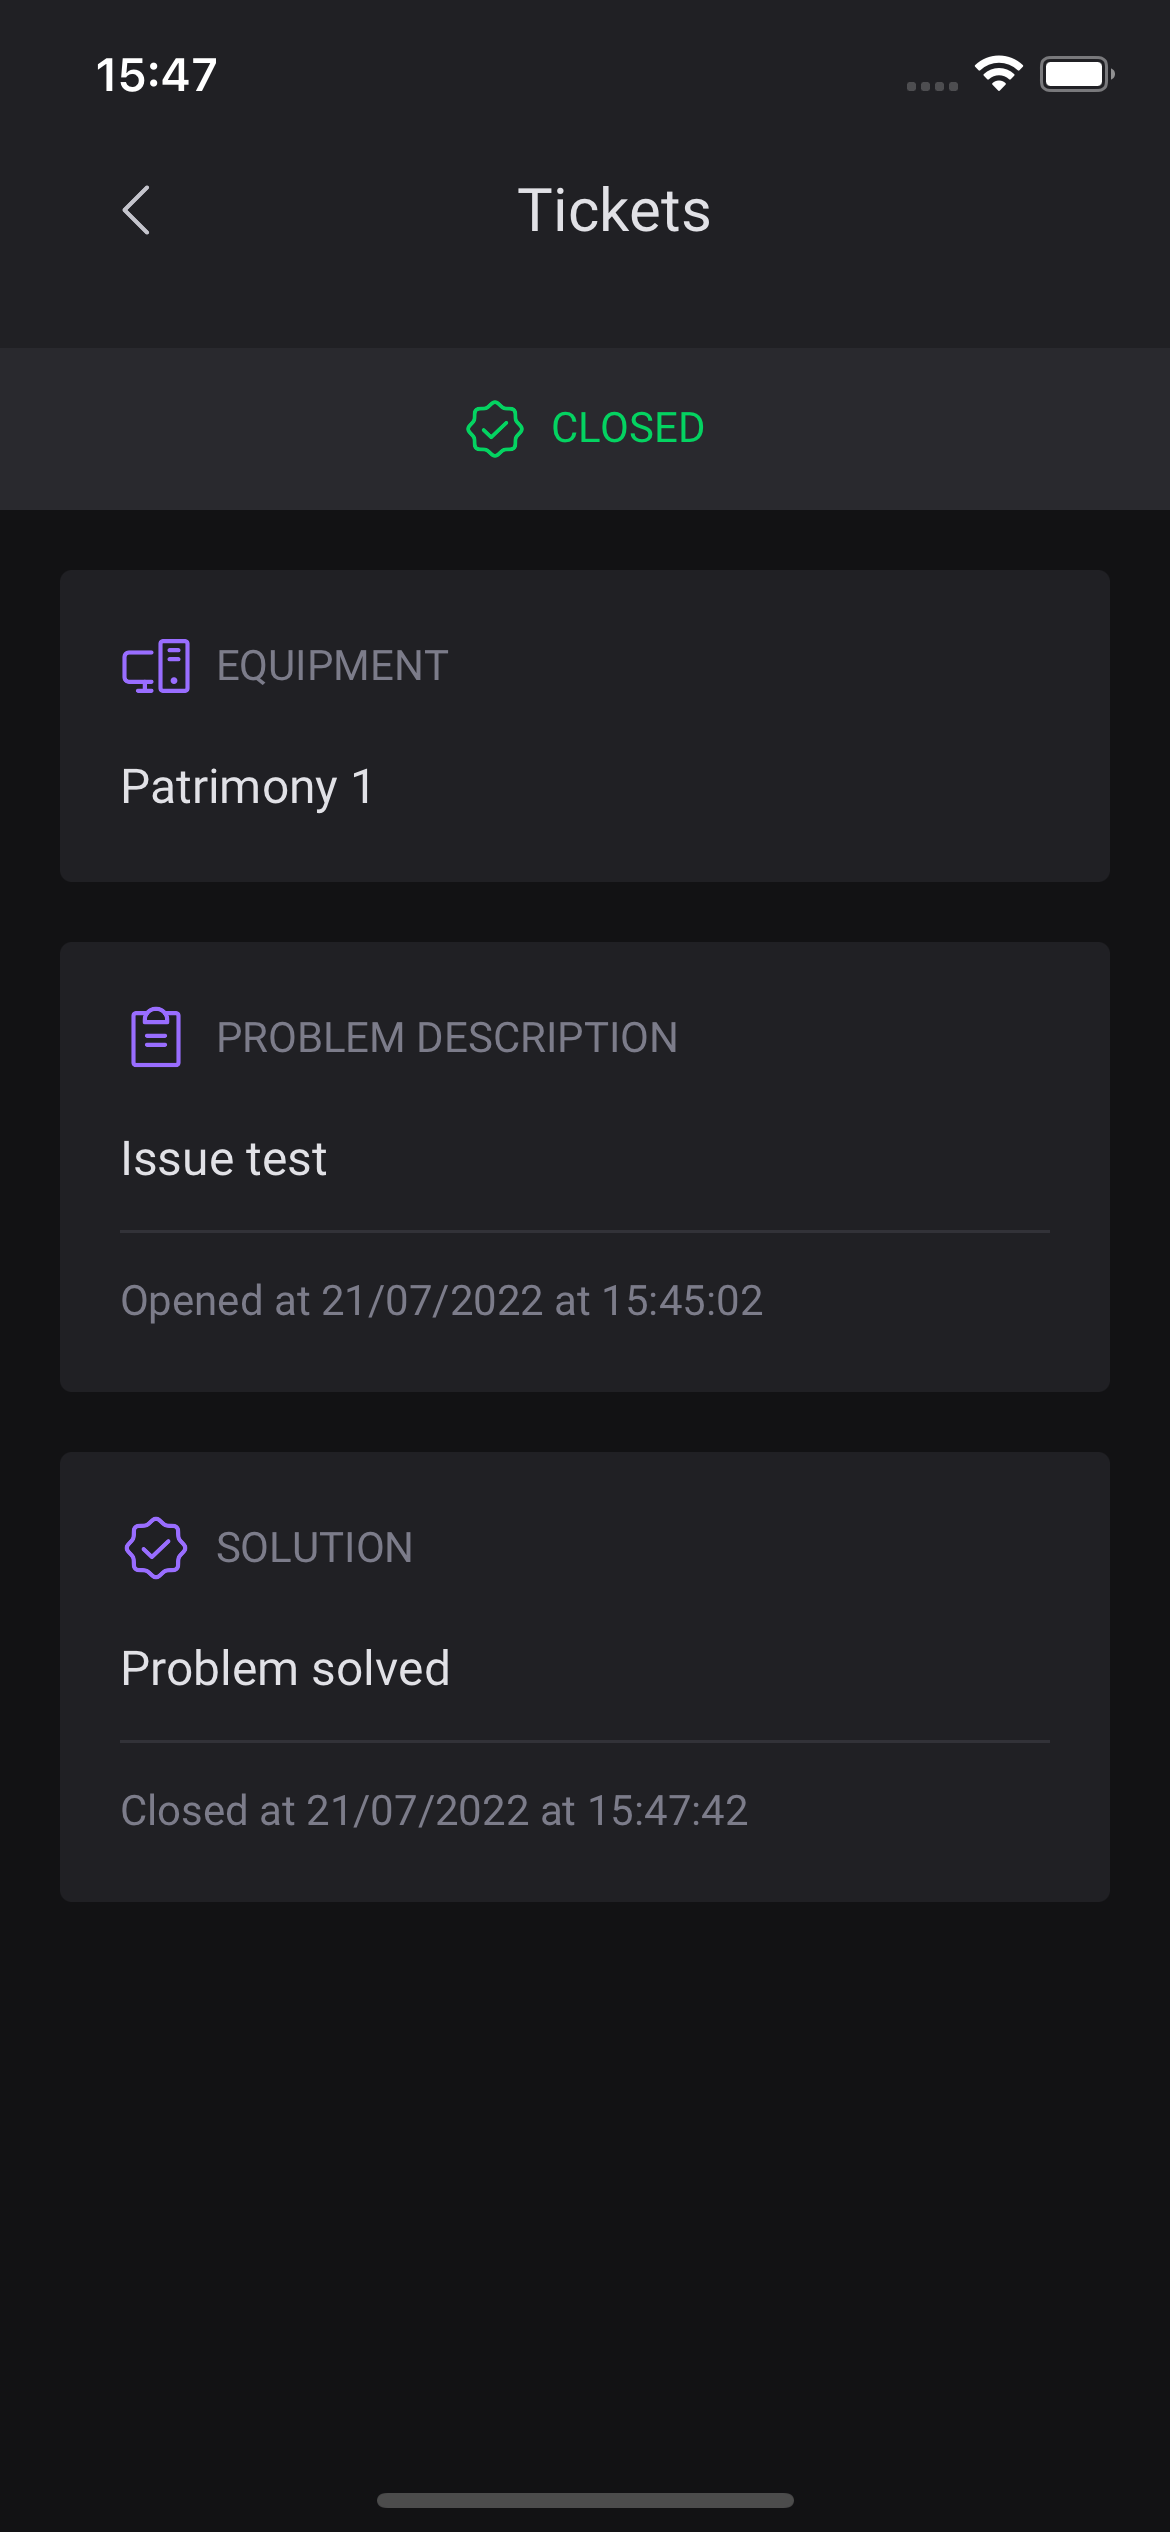 15:47
Tickets
CLOSED
EQUIPMENT
Patrimony 1
PROBLEM DESCRIPTION
Issue test
Opened at 21/07/2022 at 15:45:02
SOLUTION
Problem solved
Closed at 21/07/2022 at 15:47:42